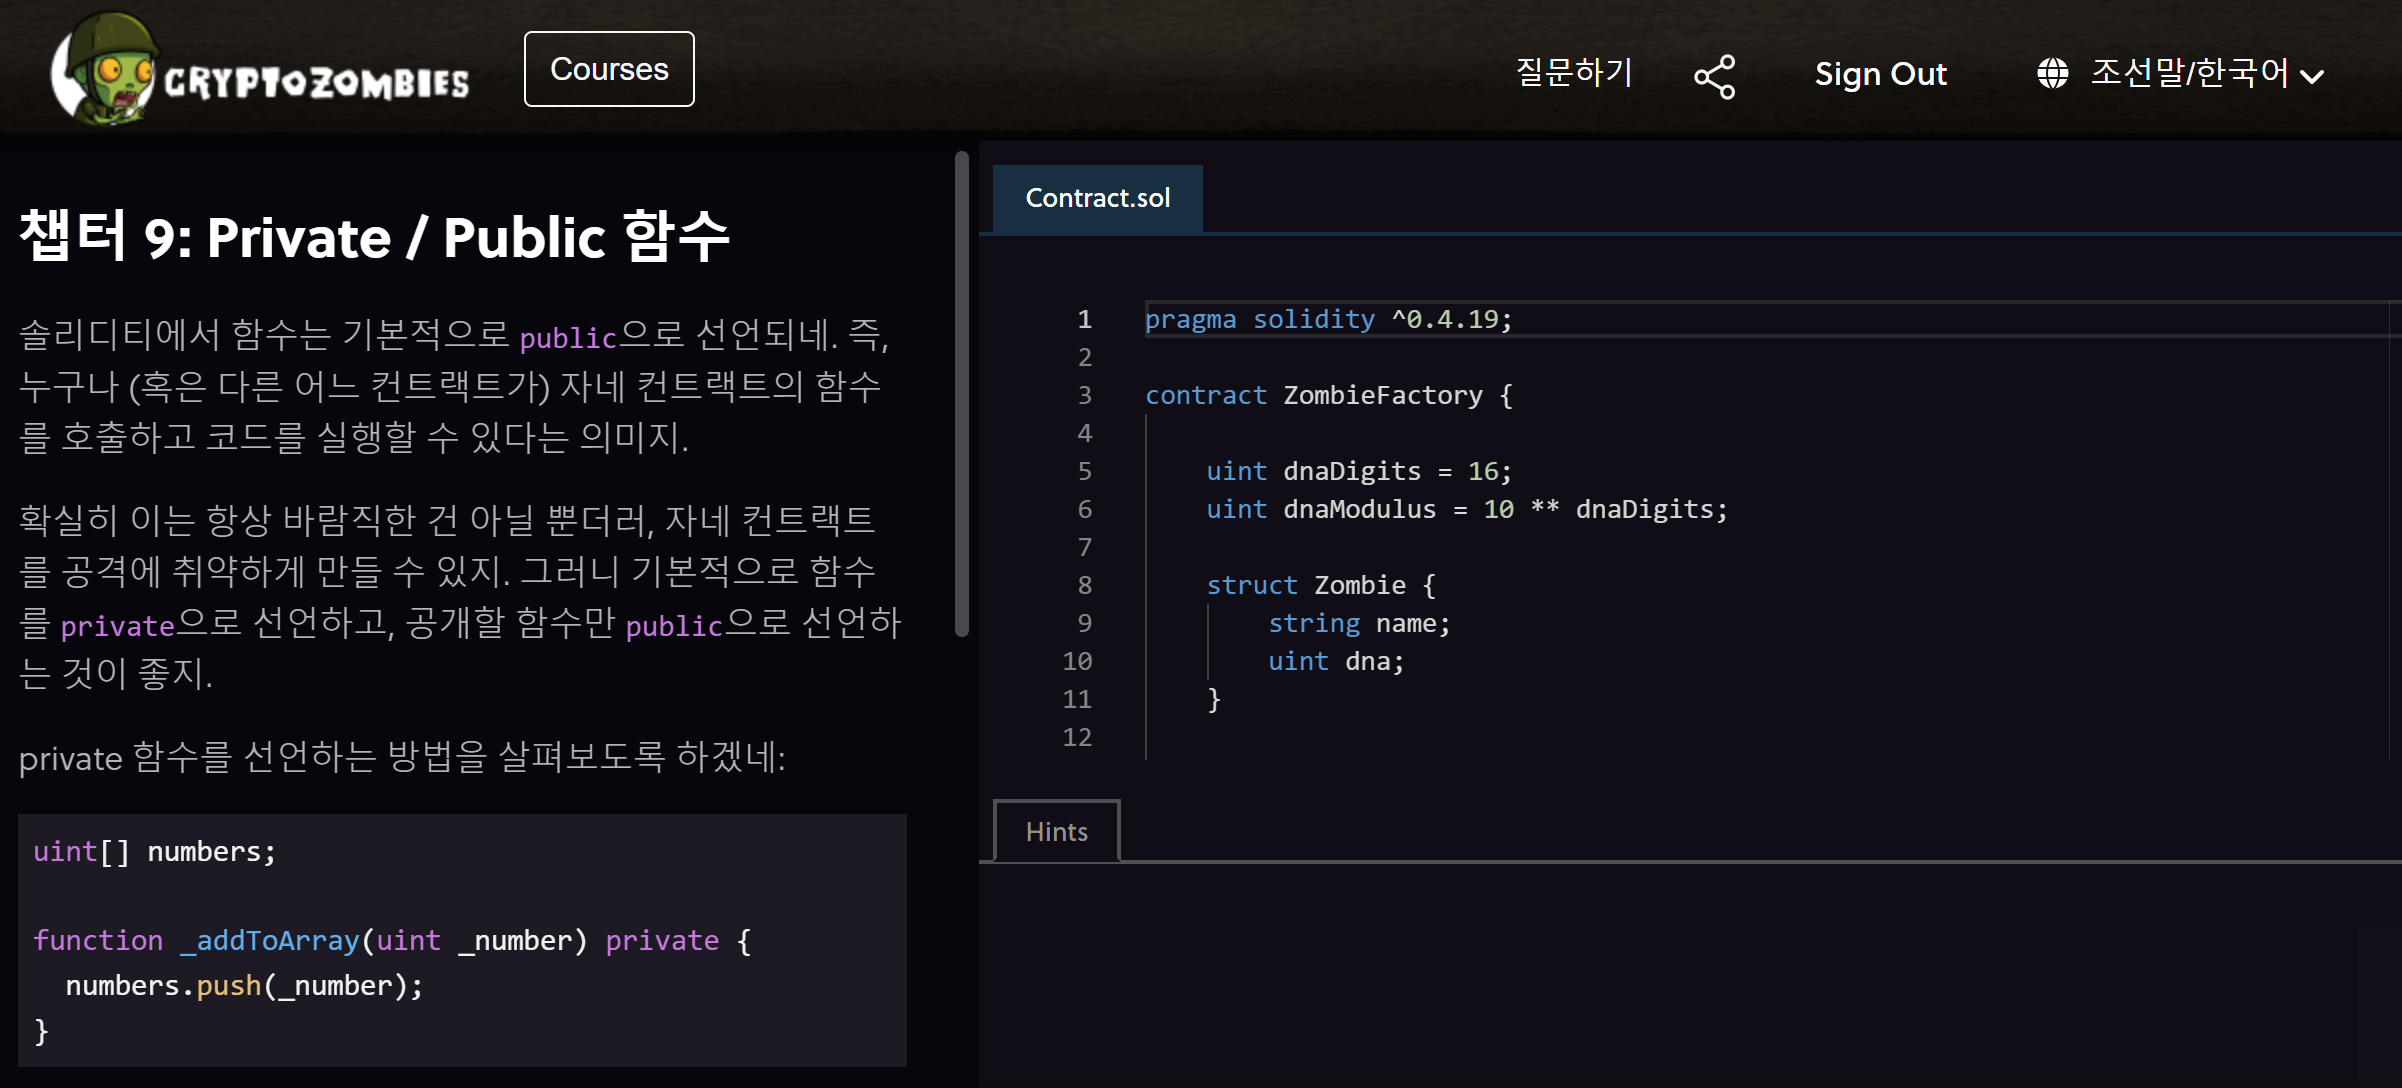 CRYPTOZOMBIES
Courses
질문하기
Sign Out
조선말/한국어
챕터 9: Private / Public 함수
솔리디티에서 함수는 기본적으로 public으로 선언되네. 즉,
누구나 (혹은 다른 어느 컨트랙트가) 자네 컨트랙트의 함수
를 호출하고 코드를 실행할 수 있다는 의미지.
확실히 이는 항상 바람직한 건 아닐 뿐더러, 자네 컨트랙트
를 공격에 취약하게 만들 수 있지. 그러니 기본적으로 함수
를 private으로 선언하고, 공개할 함수만 public으로 선언하
는 것이 좋지.
private 함수를 선언하는 방법을 살펴보도록 하겠네:
uint[] numbers;
function _addToArray(uint _number) private {
numbers.push(_number);
}
Contract.sol
1 pragma solidity ^0.4.19;
2
3 contract ZombieFactory {
4
5 uint dnaDigits = 16;
6 uint dnaModulus = 10 ** dnaDigits;
7
8 struct Zombie {
9 string name;
10 uint dna;
11 }
12
Hints